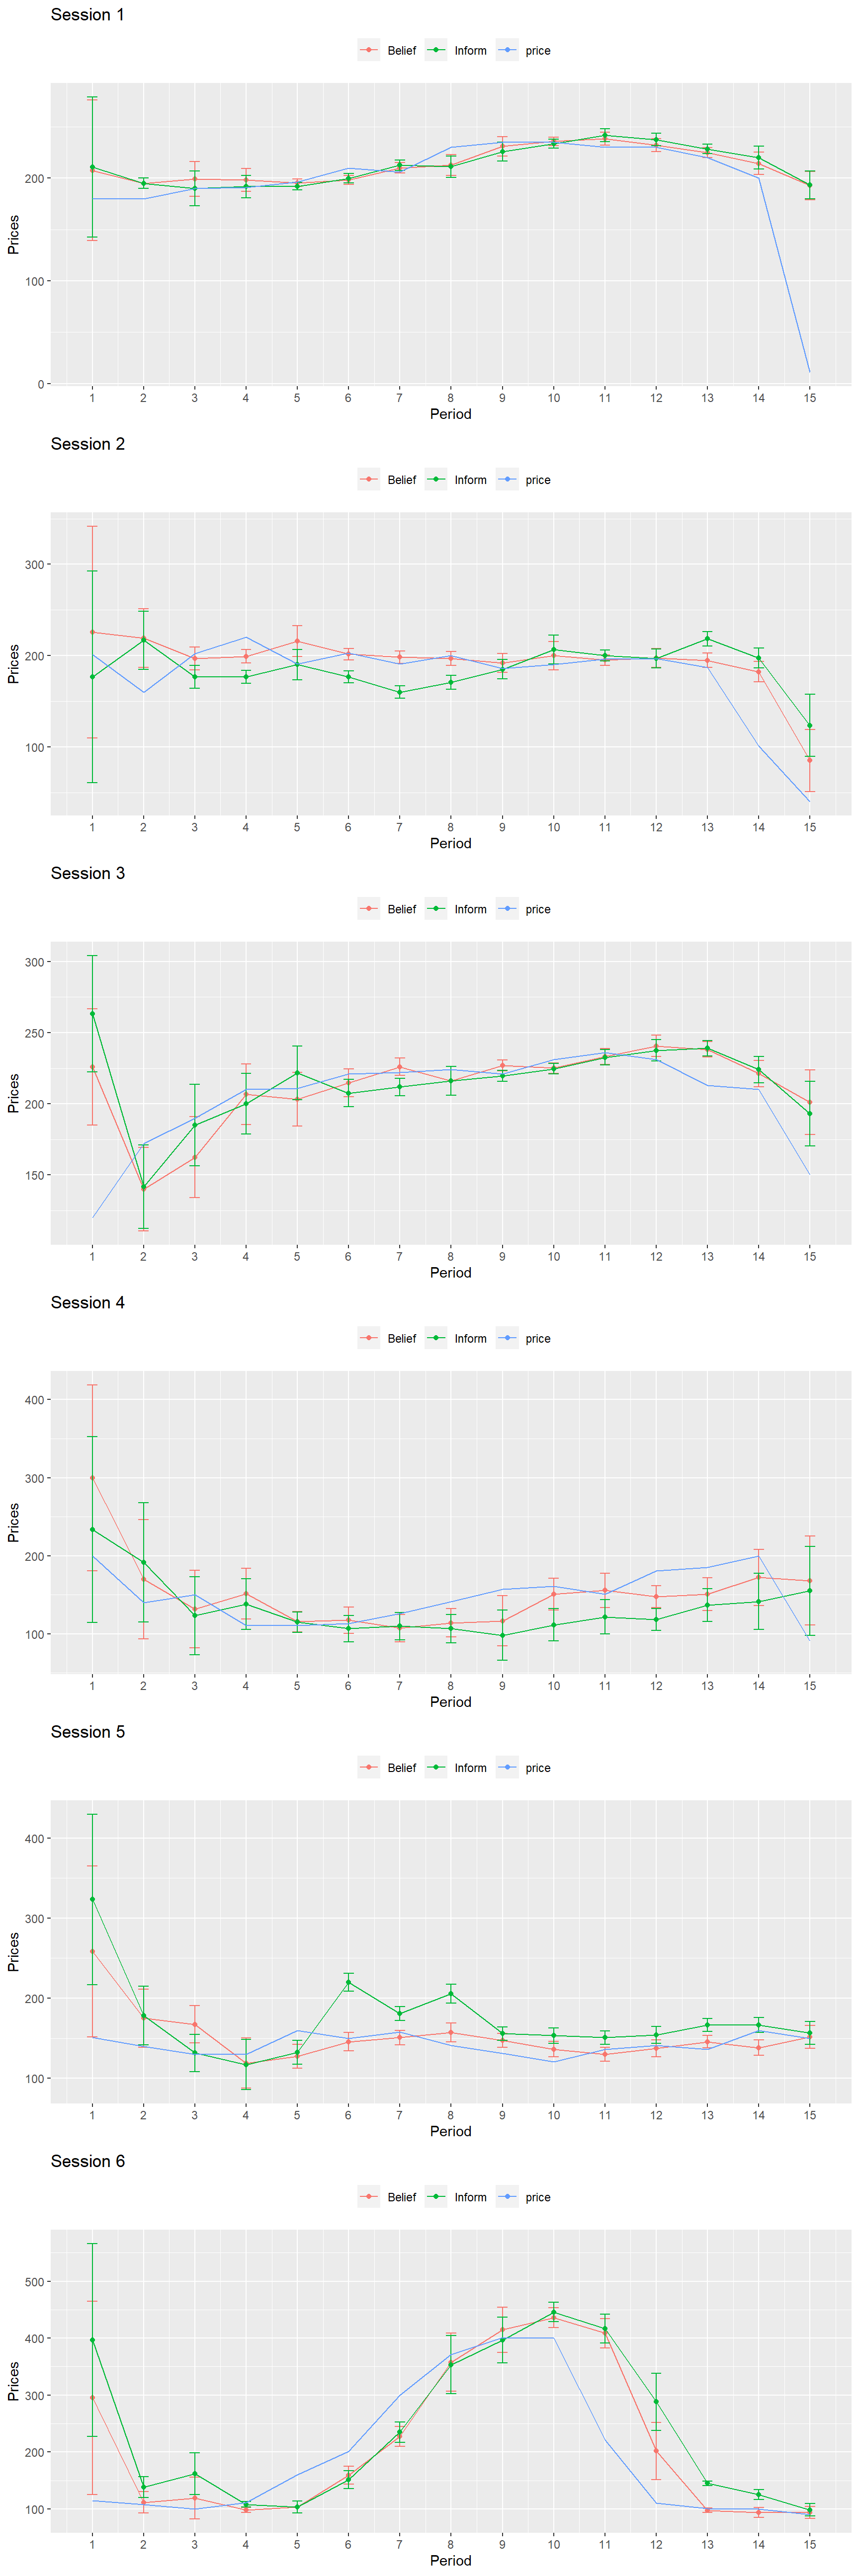 Session 1
Belief Inform price
Prices
200
100
0
1 2 3 4 5 6 7 8 9 10 11 12 13 14 15
Period
Session 2
Belief Inform price
Prices
300
200
100
1 2 3 4 5 6 7 8 9 10 11 12 13 14 15
Period
Session 3
Belief Inform price
Prices
300
250
200
150
1 2 3 4 5 6 7 8 9 10 11 12 13 14 15
Period
Session 4
Belief Inform price
Prices
400
300
200
100
1 2 3 4 5 6 7 8 9 10 11 12 13 14 15
Period
Session 5
Belief Inform price
Prices
400
300
200
100
1 2 3 4 5 6 7 8 9 10 11 12 13 14 15
Period
Session 6
Belief Inform price
Prices
500
400
300
200
100
1 2 3 4 5 6 7 8 9 10 11 12 13 14 15
Period